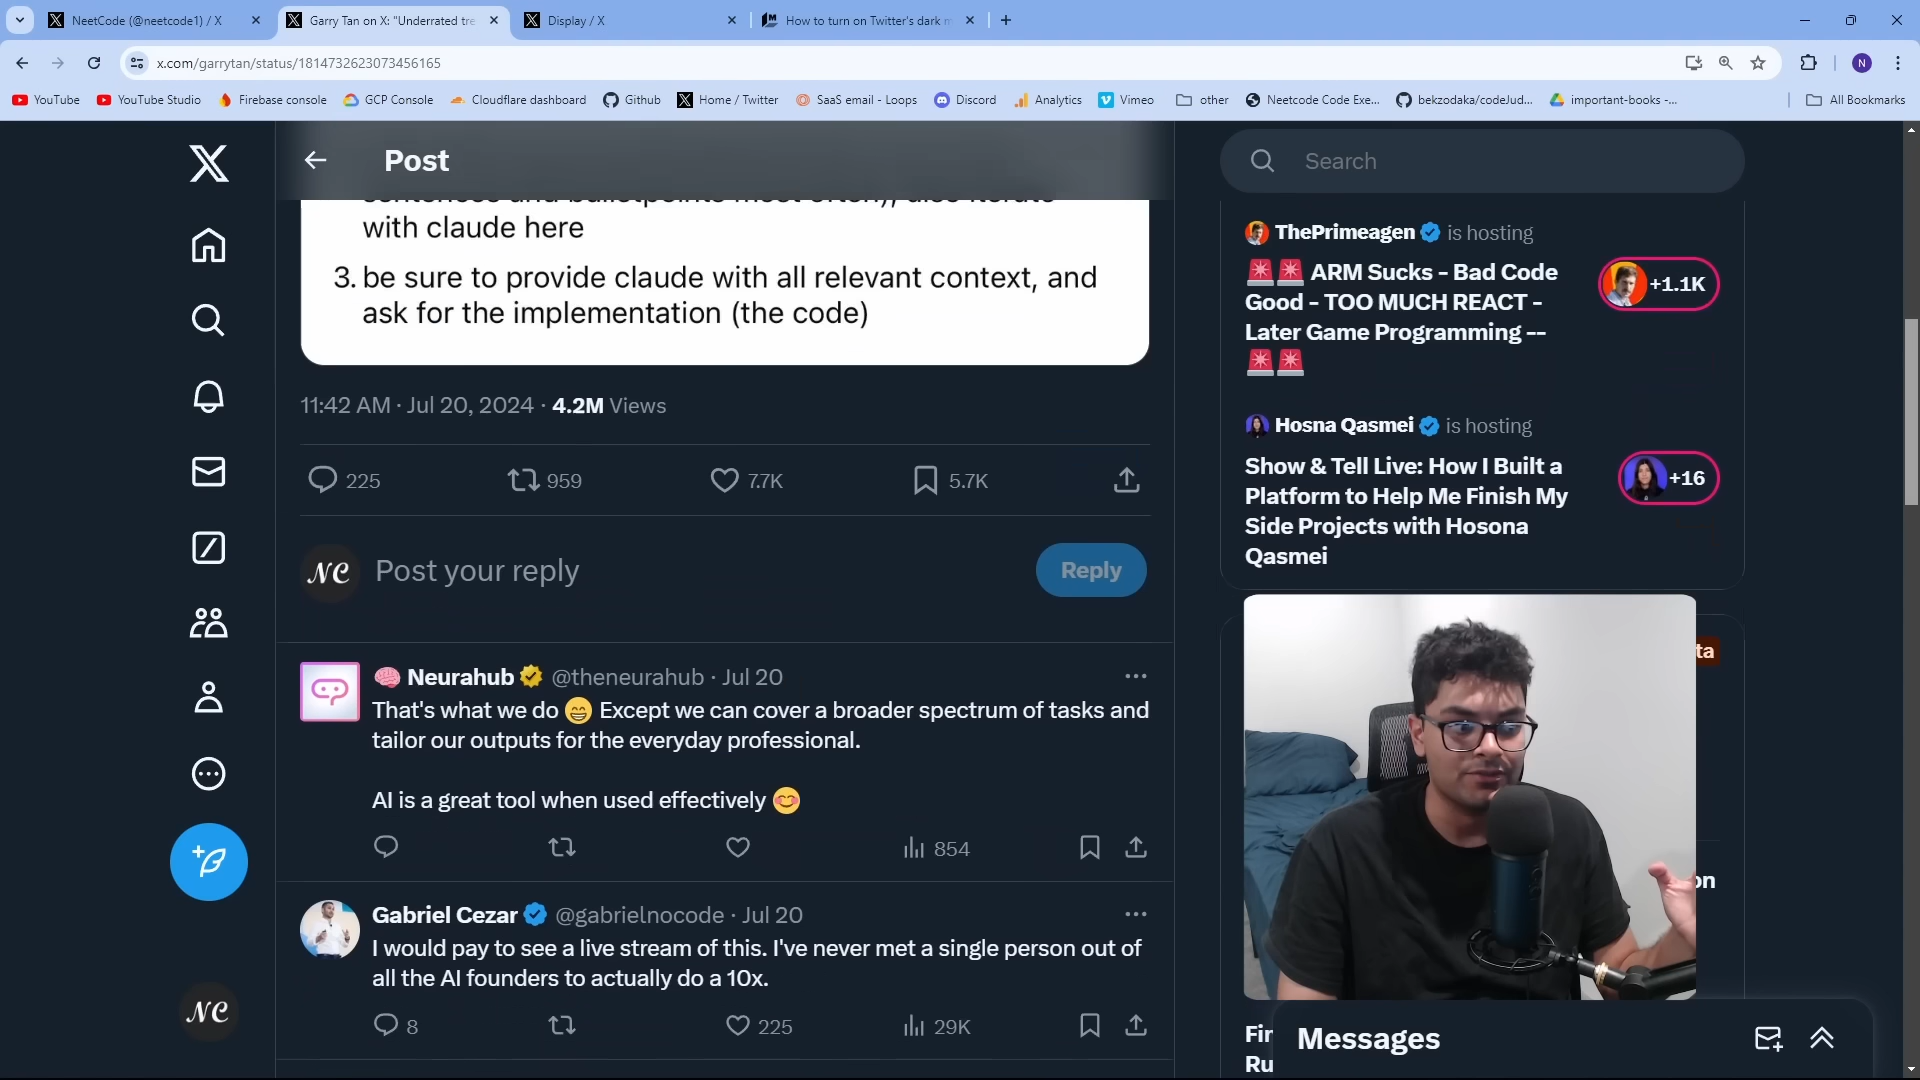 NeetCode (@neetcode1) / X
Garry Tan on X: "Underrated tre
Display / X
How to turn on Twitter's dark m
x.com/garrytan/status/1814732623073456165
N
YouTube
YouTube Studio
Firebase console
GCP Console
Cloudflare dashboard
Github
Home / Twitter
SaaS email - Loops
Discord
Analytics
Vimeo
other
Neetcode Code Exe...
bekzodaka/codeJud...
important-books -...
All Bookmarks
Post
sentences and bulletpoints most often), also iterate
with claude here
3. be sure to provide claude with all relevant context, and
ask for the implementation (the code)
11:42 AM · Jul 20, 2024 · 4.2M Views
225 959 7.7K 5.7K
NC
Post your reply
Reply
Neurahub @theneurahub · Jul 20
That's what we do 😁 Except we can cover a broader spectrum of tasks and
tailor our outputs for the everyday professional.
AI is a great tool when used effectively 😊
854
Gabriel Cezar @gabrielnocode · Jul 20
I would pay to see a live stream of this. I've never met a single person out of
all the AI founders to actually do a 10x.
8 225 29K
NC
Search
ThePrimeagen is hosting
🚨🚨 ARM Sucks - Bad Code
Good - TOO MUCH REACT -
Later Game Programming --
🚨🚨
+1.1K
Hosna Qasmei is hosting
Show & Tell Live: How I Built a
Platform to Help Me Finish My
Side Projects with Hosona
Qasmei
+16
ta
on
Messages
Fir
Ru